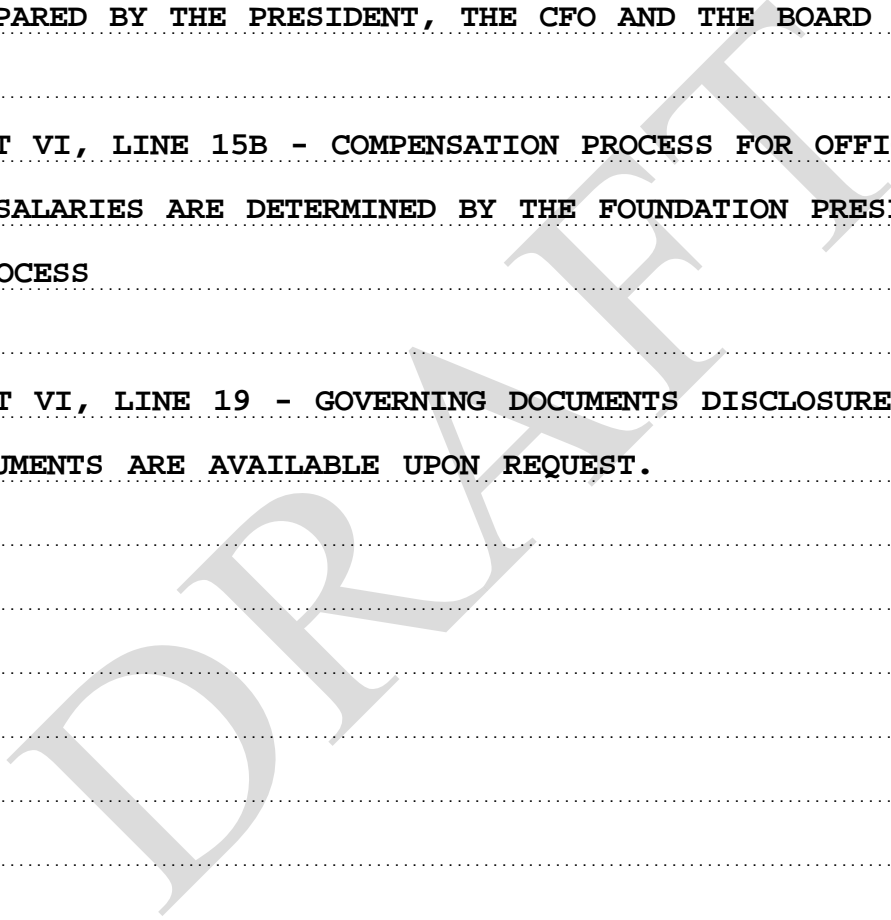 PARED BY THE PRESIDENT, THE CFO AND THE BOARD
T VI, LINE 15B - COMPENSATION PROCESS FOR OFFI
SALARIES ARE DETERMINED BY THE FOUNDATION PRESI
OCESS
T VI, LINE 19 - GOVERNING DOCUMENTS DISCLOSURE
UMENTS ARE AVAILABLE UPON REQUEST.
DRAFT